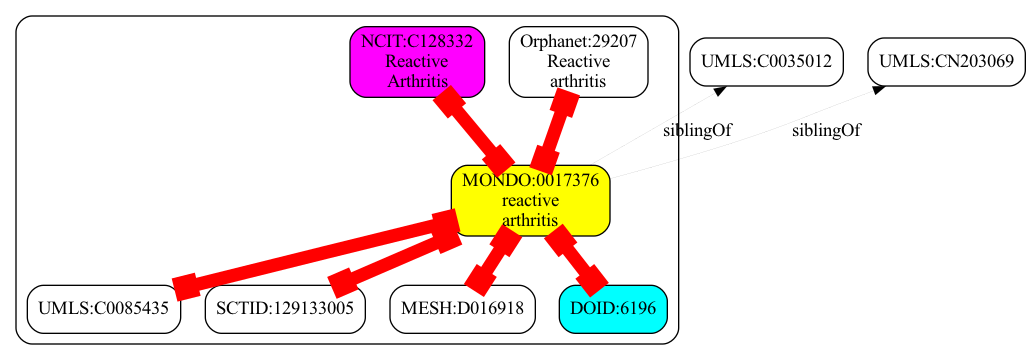 NCIT:C128332
Reactive
Arthritis
Orphanet:29207
Reactive
arthritis
UMLS:C0035012
UMLS:CN203069
siblingOf
siblingOf
MONDO:0017376
reactive
arthritis
UMLS:C0085435
SCTID:129133005
MESH:D016918
DOID:6196